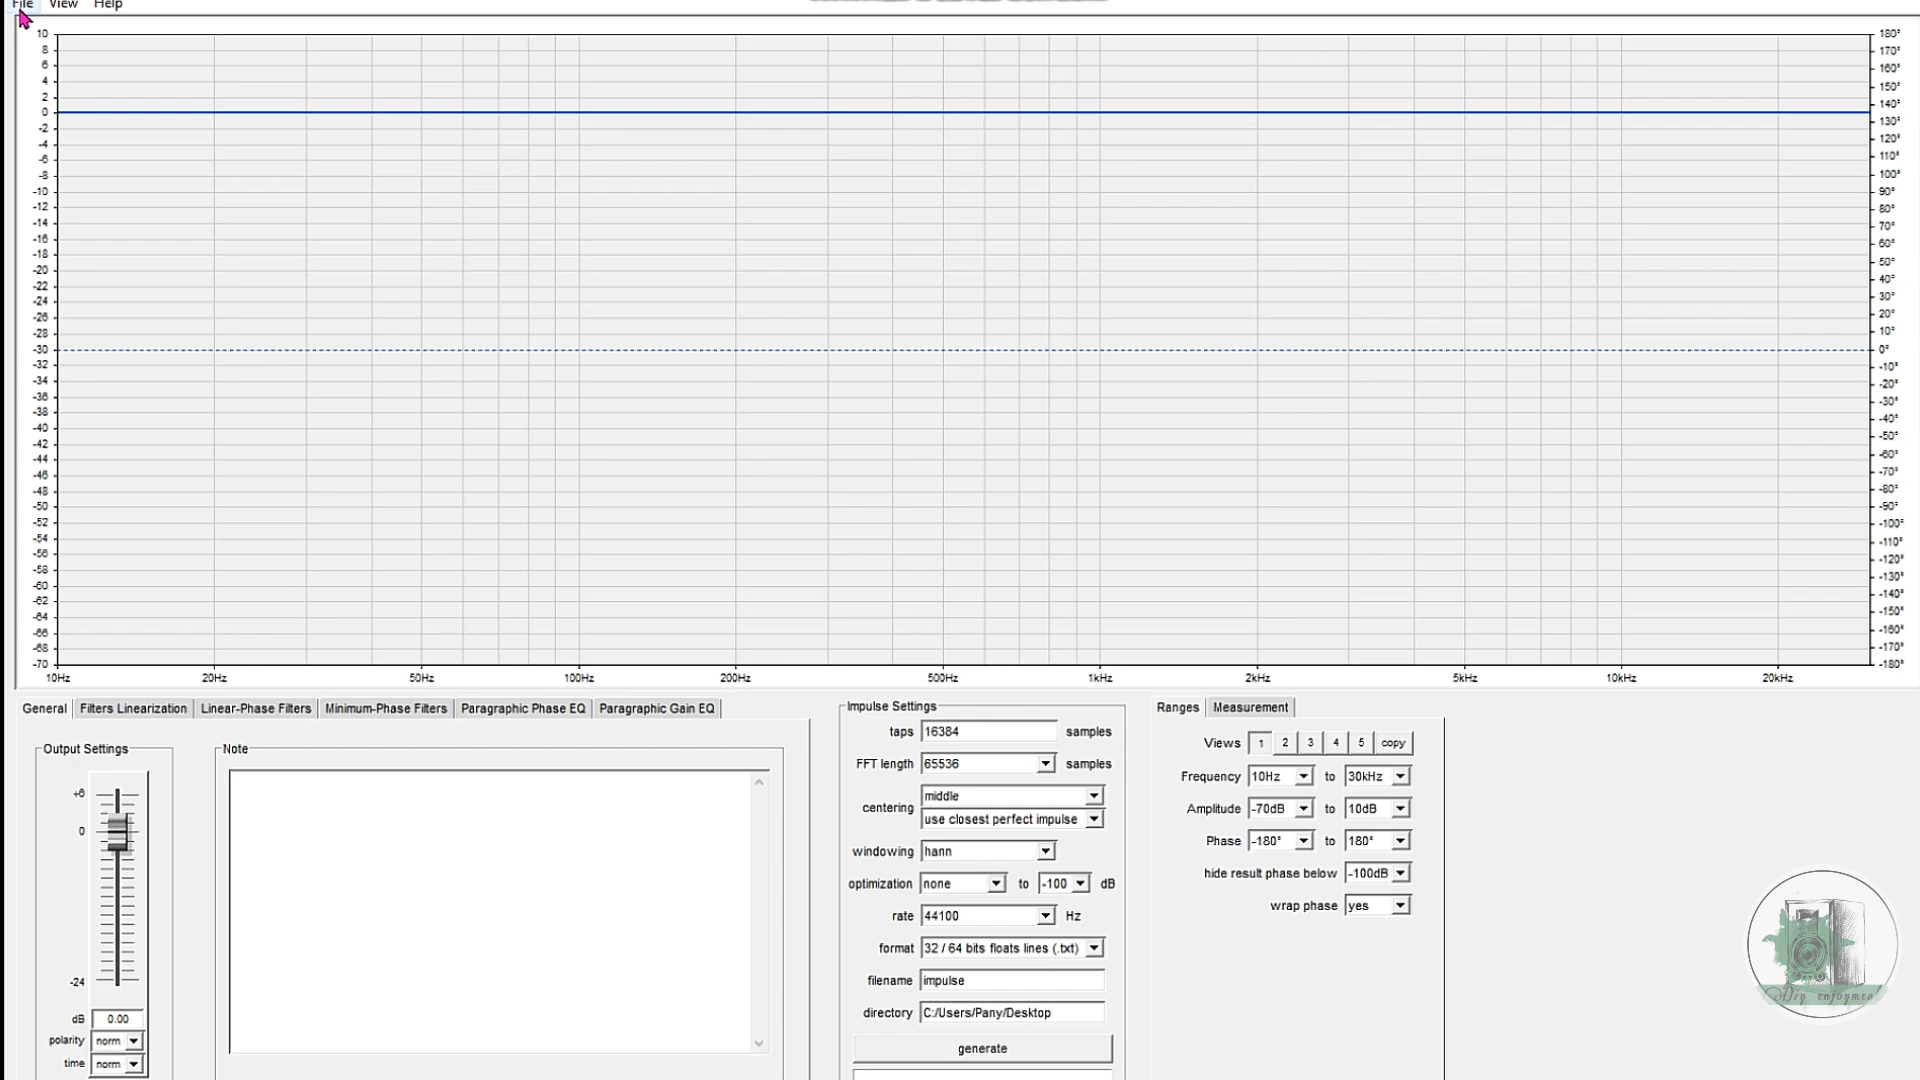 File View Help
10 180°
8 170°
6 160°
4 150°
2 140°
0 130°
-2 120°
-4 110°
-6 100°
-8 90°
-10 80°
-12 70°
-14 60°
-16 50°
-18 40°
-20 30°
-22 20°
-24 10°
-26 0°
-28 -10°
-30 -20°
-32 -30°
-34 -40°
-36 -50°
-38 -60°
-40 -70°
-42 -80°
-44 -90°
-46 -100°
-48 -110°
-50 -120°
-52 -130°
-54 -140°
-56 -150°
-58 -160°
-60 -170°
-62 -180°
-64
-66
-68
-70
10Hz 20Hz 50Hz 100Hz 200Hz 500Hz 1kHz 2kHz 5kHz 10kHz 20kHz
General Filters Linearization Linear-Phase Filters Minimum-Phase Filters Paragraphic Phase EQ Paragraphic Gain EQ
Output Settings
+6
0
-24
dB 0.00
polarity norm
time norm
Note
Impulse Settings
taps 16384 samples
FFT length 65536 samples
centering middle
use closest perfect impulse
windowing hann
optimization none to -100 dB
rate 44100 Hz
format 32 / 64 bits floats lines (.txt)
filename impulse
directory C:/Users/Pany/Desktop
generate
Ranges Measurement
Views 1 2 3 4 5 copy
Frequency 10Hz to 30kHz
Amplitude -70dB to 10dB
Phase -180° to 180°
hide result phase below -100dB
wrap phase yes
Diy enjoyment